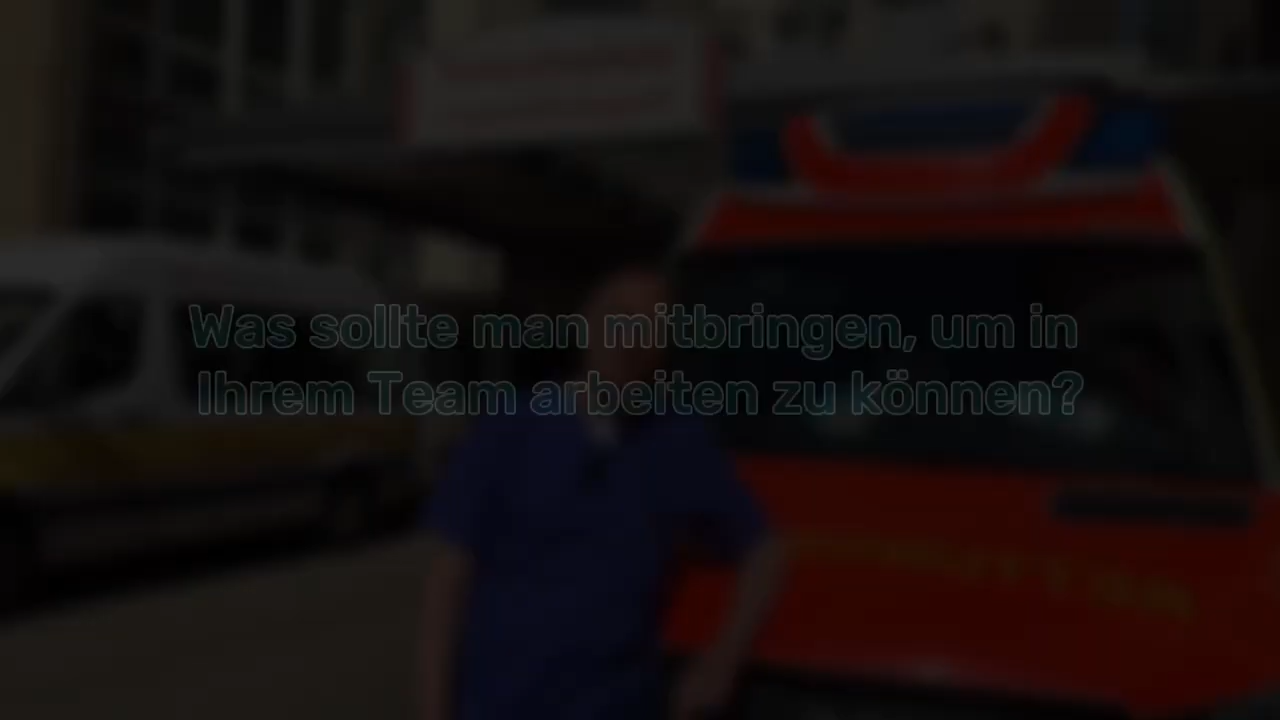 Was sollte man mitbringen, um in
Ihrem Team arbeiten zu können?